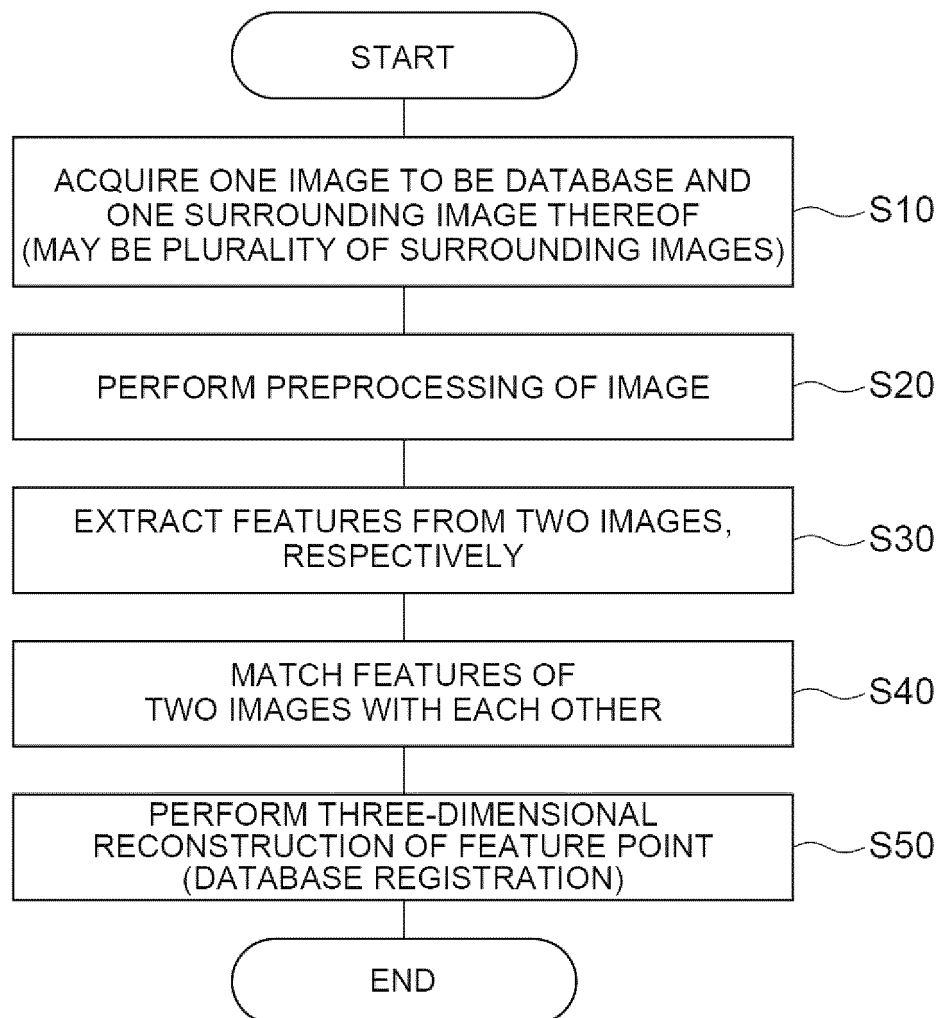 START
ACQUIRE ONE IMAGE TO BE DATABASE AND
ONE SURROUNDING IMAGE THEREOF
(MAY BE PLURALITY OF SURROUNDING IMAGES)
S10
PERFORM PREPROCESSING OF IMAGE
S20
EXTRACT FEATURES FROM TWO IMAGES,
RESPECTIVELY
S30
MATCH FEATURES OF
TWO IMAGES WITH EACH OTHER
S40
PERFORM THREE-DIMENSIONAL
RECONSTRUCTION OF FEATURE POINT
(DATABASE REGISTRATION)
S50
END